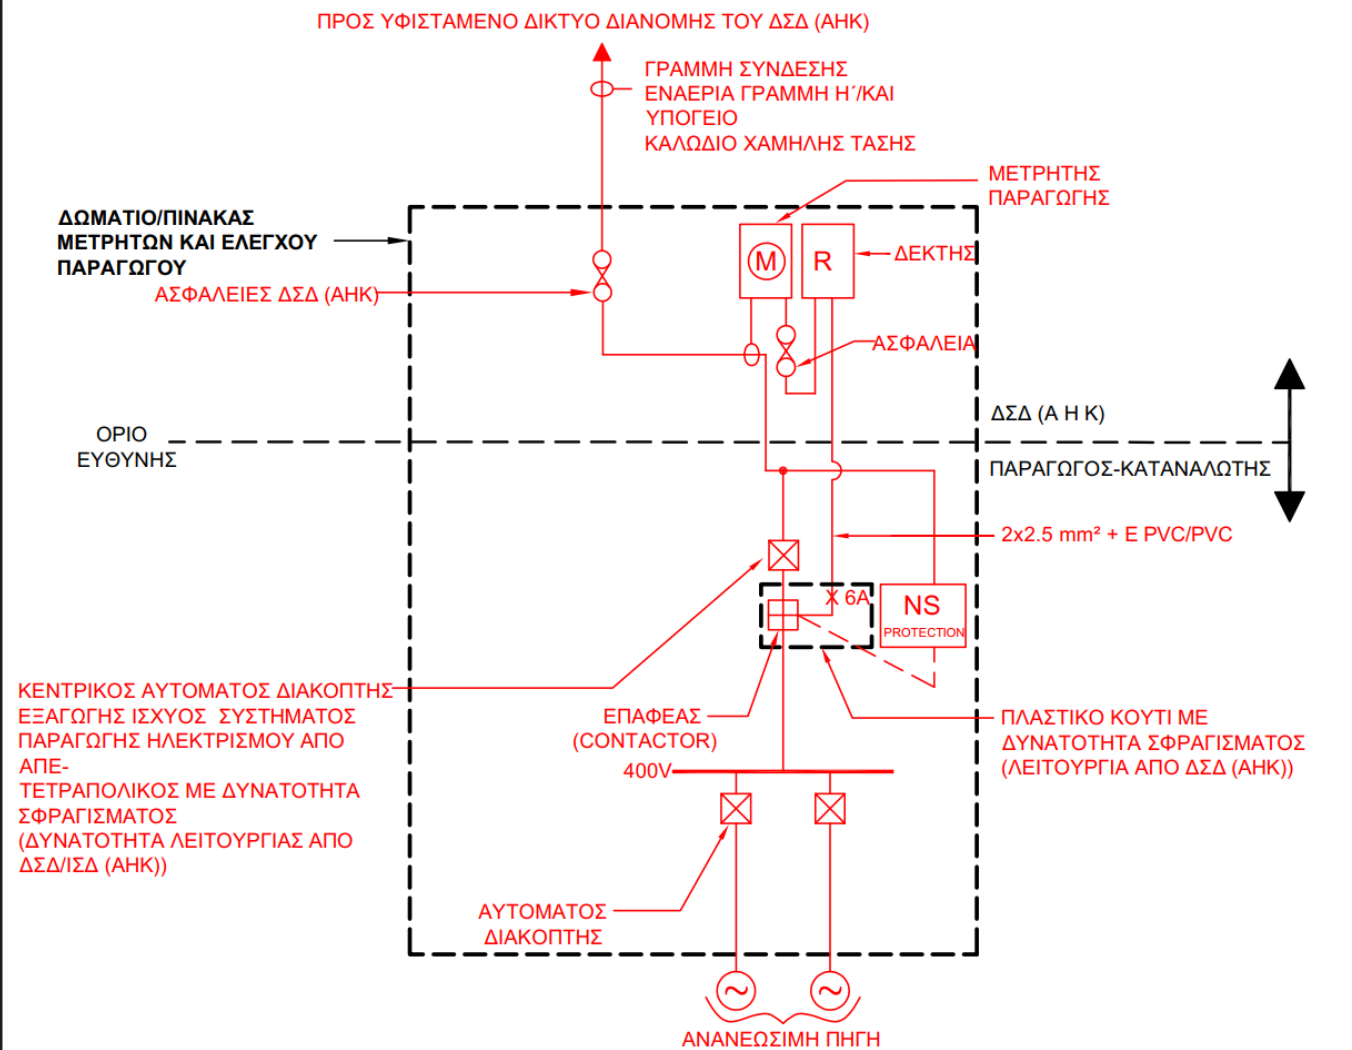 ΠΡΟΣ ΥΦΙΣΤΑΜΕΝΟ ΔΙΚΤΥΟ ΔΙΑΝΟΜΗΣ ΤΟΥ ΔΣΔ (ΑΗΚ)
ΓΡΑΜΜΗ ΣΥΝΔΕΣΗΣ
ΕΝΑΕΡΙΑ ΓΡΑΜΜΗ Η΄/ΚΑΙ
ΥΠΟΓΕΙΟ
ΚΑΛΩΔΙΟ ΧΑΜΗΛΗΣ ΤΑΣΗΣ
ΜΕΤΡΗΤΗΣ
ΠΑΡΑΓΩΓΗΣ
ΔΩΜΑΤΙΟ/ΠΙΝΑΚΑΣ
ΜΕΤΡΗΤΩΝ ΚΑΙ ΕΛΕΓΧΟΥ
ΠΑΡΑΓΩΓΟΥ
M
R
ΔΕΚΤΗΣ
ΑΣΦΑΛΕΙΕΣ ΔΣΔ (ΑΗΚ)
ΑΣΦΑΛΕΙΑ
ΔΣΔ (Α Η Κ)
ΟΡΙΟ
ΕΥΘΥΝΗΣ
ΠΑΡΑΓΩΓΟΣ-ΚΑΤΑΝΑΛΩΤΗΣ
2x2.5 mm² + E PVC/PVC
X 6A
NS
PROTECTION
ΚΕΝΤΡΙΚΟΣ ΑΥΤΟΜΑΤΟΣ ΔΙΑΚΟΠΤΗΣ
ΕΞΑΓΩΓΗΣ ΙΣΧΥΟΣ ΣΥΣΤΗΜΑΤΟΣ
ΠΑΡΑΓΩΓΗΣ ΗΛΕΚΤΡΙΣΜΟΥ ΑΠΟ
ΑΠΕ-
ΤΕΤΡΑΠΟΛΙΚΟΣ ΜΕ ΔΥΝΑΤΟΤΗΤΑ
ΣΦΡΑΓΙΣΜΑΤΟΣ
(ΔΥΝΑΤΟΤΗΤΑ ΛΕΙΤΟΥΡΓΙΑΣ ΑΠΟ
ΔΣΔ/ΙΣΔ (ΑΗΚ))
ΕΠΑΦΕΑΣ
(CONTACTOR)
ΠΛΑΣΤΙΚΟ ΚΟΥΤΙ ΜΕ
ΔΥΝΑΤΟΤΗΤΑ ΣΦΡΑΓΙΣΜΑΤΟΣ
(ΛΕΙΤΟΥΡΓΙΑ ΑΠΟ ΔΣΔ (ΑΗΚ))
400V
ΑΥΤΟΜΑΤΟΣ
ΔΙΑΚΟΠΤΗΣ
ΑΝΑΝΕΩΣΙΜΗ ΠΗΓΗ